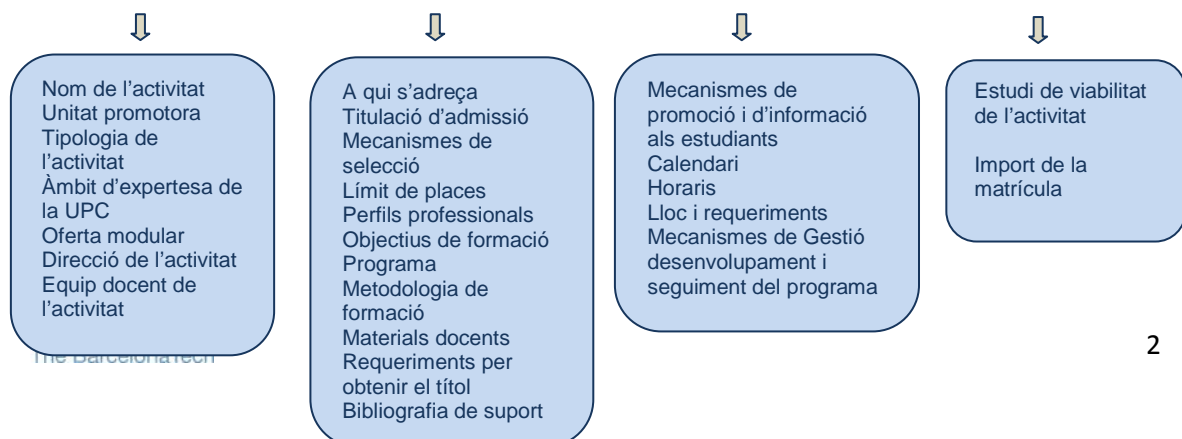 Nom de l'activitat
Unitat promotora
Tipologia de
l'activitat
Àmbit d'expertesa de
la UPC
Oferta modular
Direcció de l'activitat
Equip docent de
l'activitat
The BarcelonaTech
A qui s'adreça
Titulació d'admissió
Mecanismes de
selecció
Límit de places
Perfils professionals
Objectius de formació
Programa
Metodologia de
formació
Materials docents
Requeriments per
obtenir el títol
Bibliografia de suport
Mecanismes de
promoció i d'informació
als estudiants
Calendari
Horaris
Lloc i requeriments
Mecanismes de Gestió
desenvolupament i
seguiment del programa
Estudi de viabilitat
de l'activitat
Import de la
matrícula
2